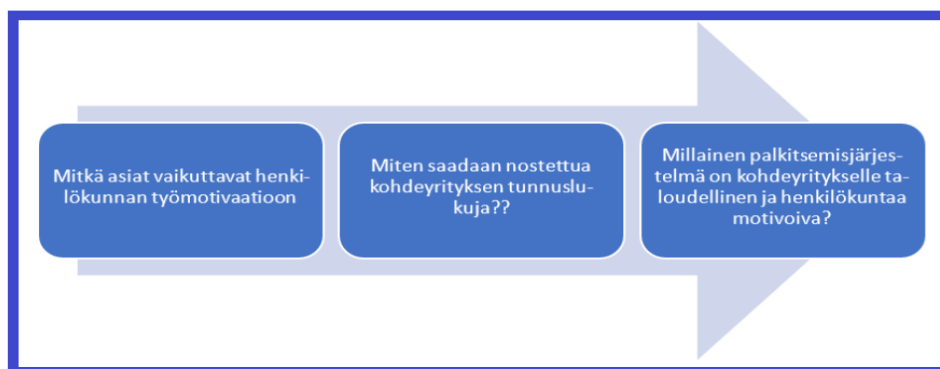 Mitkä asiat vaikuttavat henki-
lökunnan työmotivaatioon
Miten saadaan nostettua
kohdeyrityksen tunnuslu-
kuja??
Millainen palkitsemisjärjes-
telmä on kohdeyritykselle ta-
loudellinen ja henkilökuntaa
motivoiva?